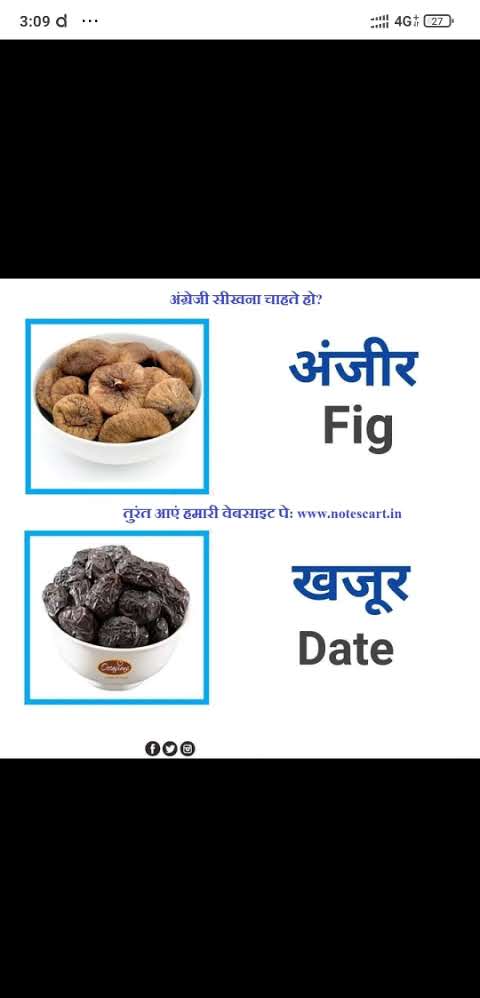 3:09 d ...
4G 27
अंग्रेजी सीखना चाहते हो?
अंजीर
Fig
तुरंत आएं हमारी वेबसाइट पे: www.notescart.in
खजूर
Date